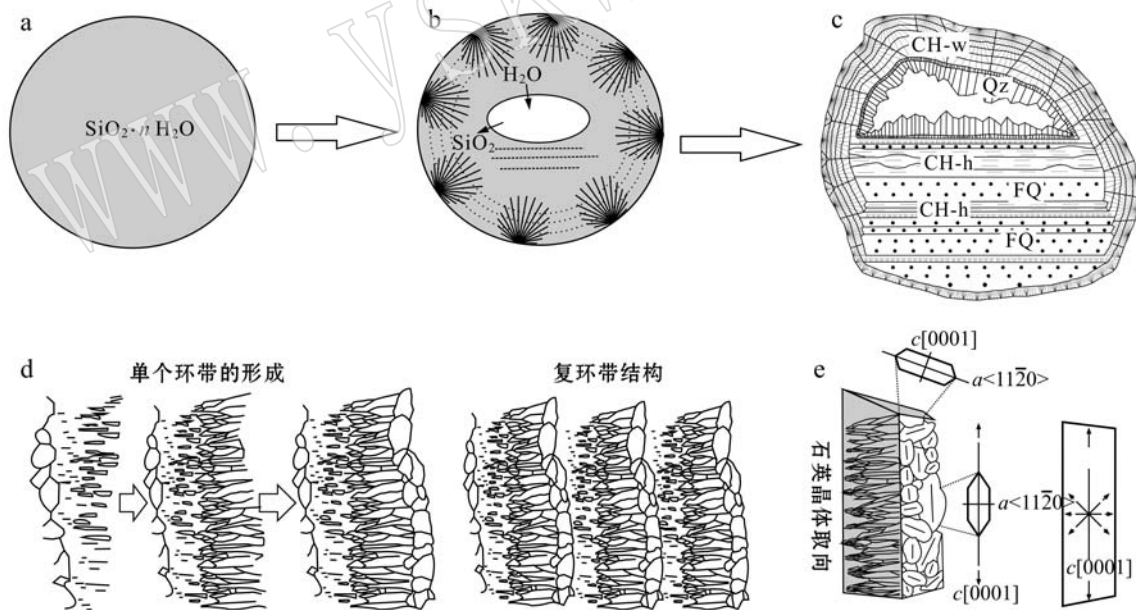 a
SiO₂·n H₂O
b
H₂O
SiO₂
c
CH-w
Qz
CH-h
FQ
CH-h
FQ
d
单个环带的形成
复环带结构
e
石英晶体取向
c[0001]
a<112̄0>
a<112̄0
c[0001]
c[0001]